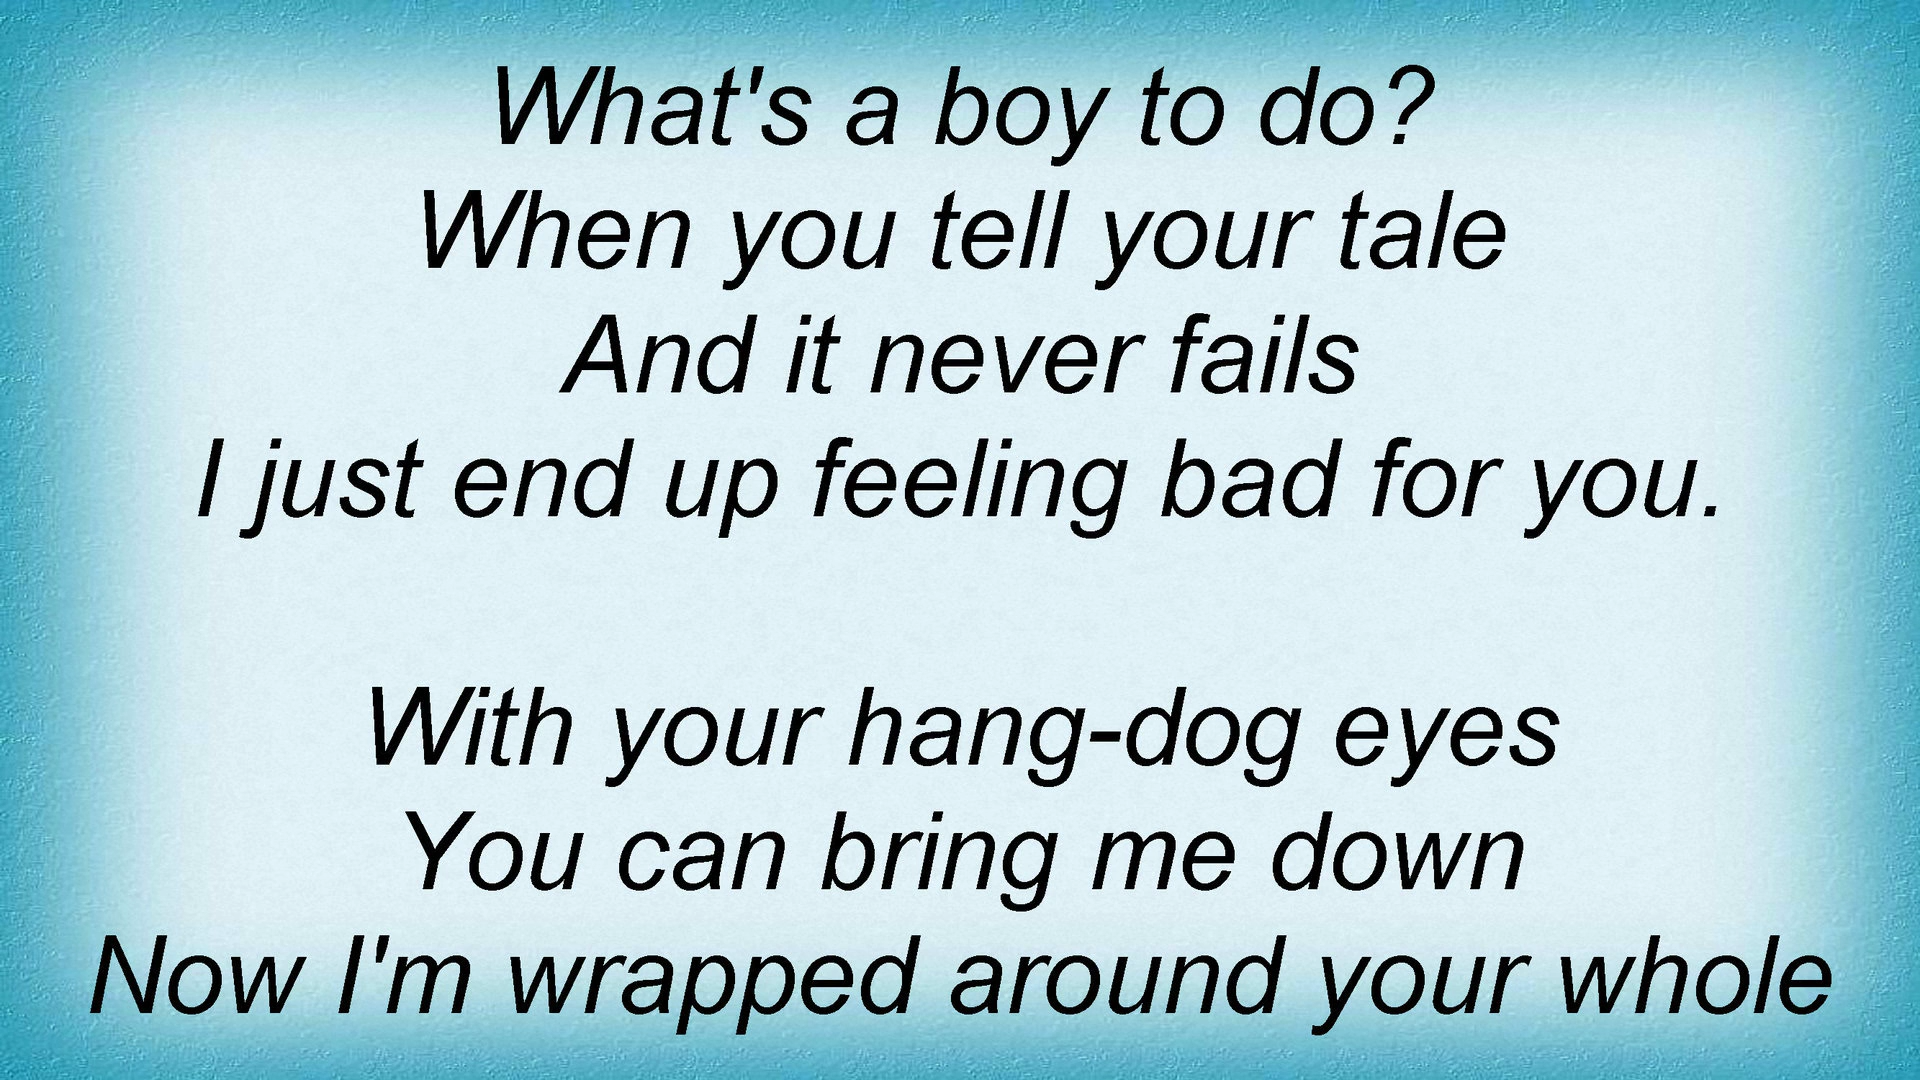 What's a boy to do?
When you tell your tale
And it never fails
I just end up feeling bad for you.
With your hang-dog eyes
You can bring me down
Now I'm wrapped around your whole